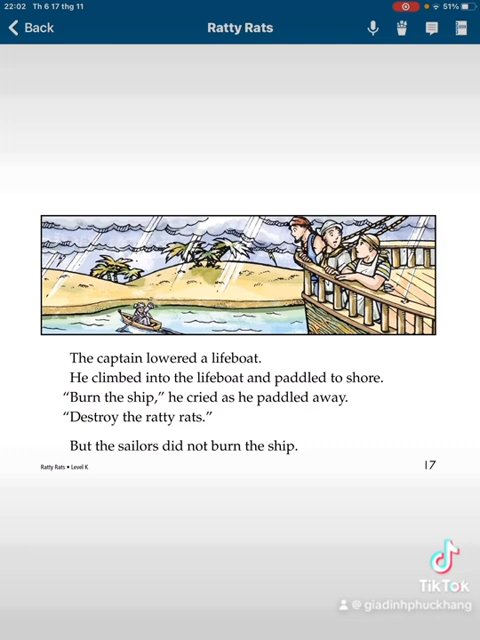 22:02 Th 6 17 thg 11 51%
Back Ratty Rats
The captain lowered a lifeboat.
He climbed into the lifeboat and paddled to shore.
“Burn the ship,” he cried as he paddled away.
“Destroy the ratty rats.”
But the sailors did not burn the ship.
Ratty Rats • Level K 17
TikTok
@giadinhphuckhang